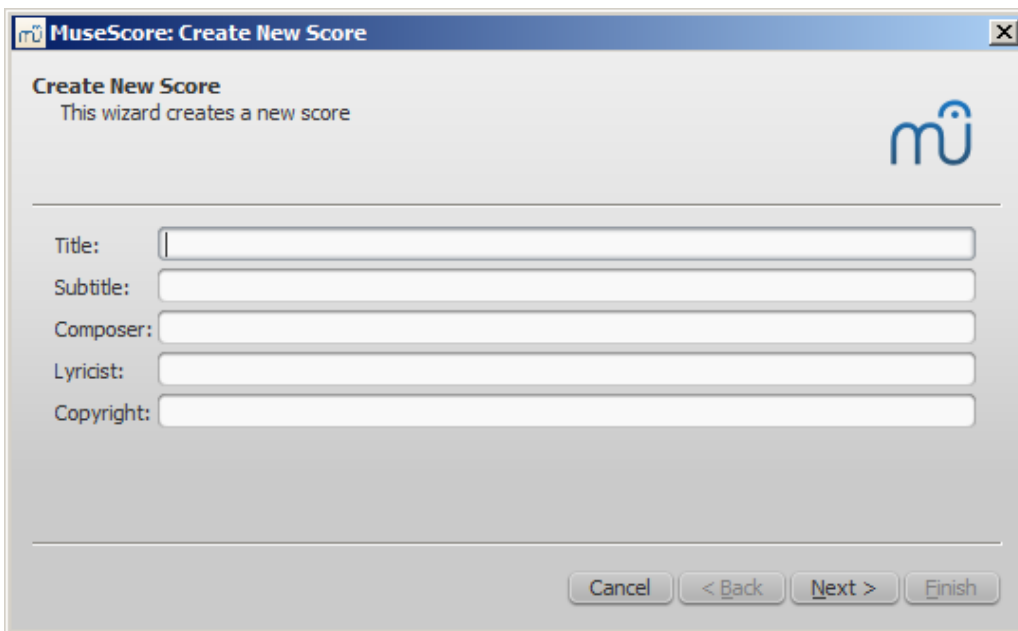 MuseScore: Create New Score
Create New Score
This wizard creates a new score
Title:
Subtitle:
Composer:
Lyricist:
Copyright:
Cancel < Back Next > Finish